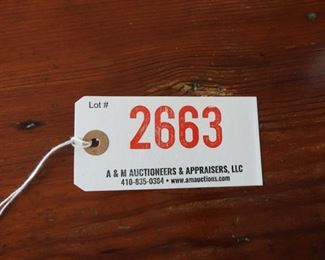 Lot #
2663
A & M AUCTIONEERS & APPRAISERS, LLC
410-835-0384 • www.amauctions.com